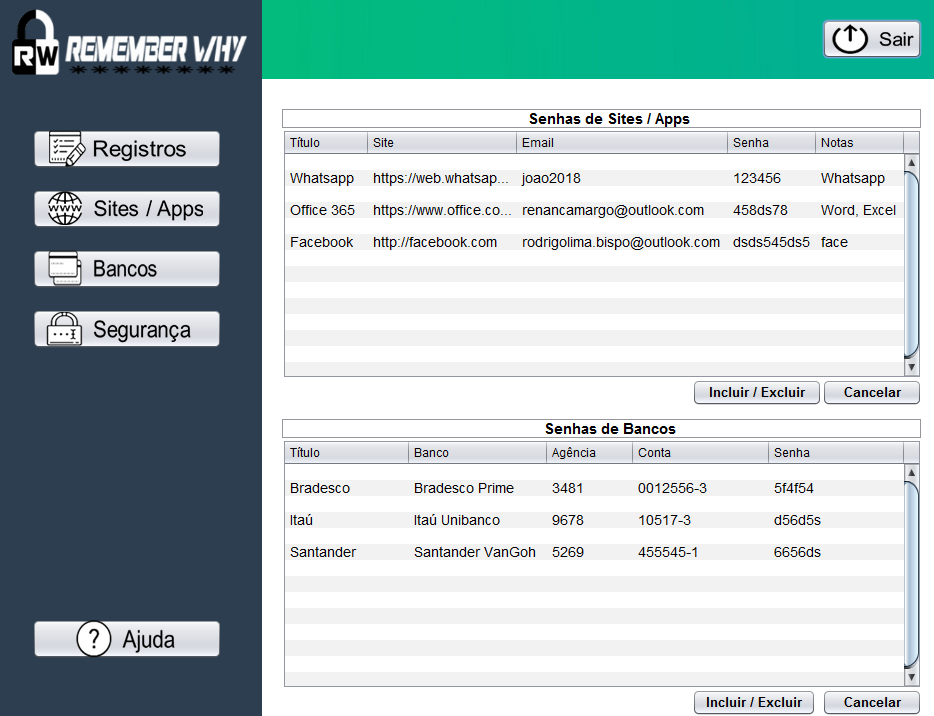 RW REMEMBER WHY
Sair
Registros
Sites / Apps
Bancos
Segurança
Ajuda
Senhas de Sites / Apps
Título Site Email Senha Notas
Whatsapp https://web.whatsap... joao2018 123456 Whatsapp
Office 365 https://www.office.co... renancamargo@outlook.com 458ds78 Word, Excel
Facebook http://facebook.com rodrigolima.bispo@outlook.com dsds545ds5 face
Incluir / Excluir Cancelar
Senhas de Bancos
Título Banco Agência Conta Senha
Bradesco Bradesco Prime 3481 0012556-3 5f4f54
Itaú Itaú Unibanco 9678 10517-3 d56d5s
Santander Santander VanGoh 5269 455545-1 6656ds
Incluir / Excluir Cancelar